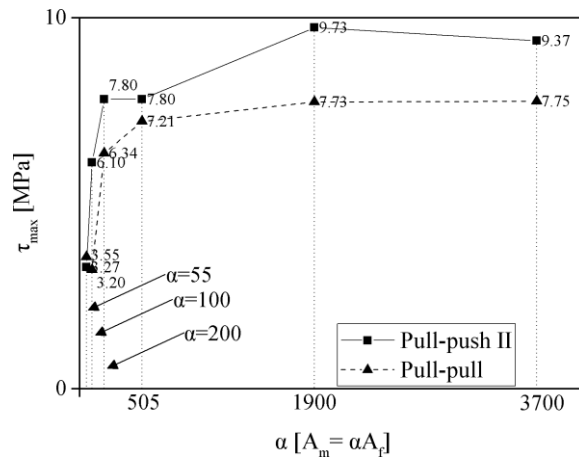 10
9.73
9.37
7.80
7.80
7.21
7.73
7.75
6.34
6.10
3.55
3.27
3.20
α=55
α=100
α=200
τmax [MPa]
Pull-push II
Pull-pull
0
505
1900
3700
α [Am= αAf]